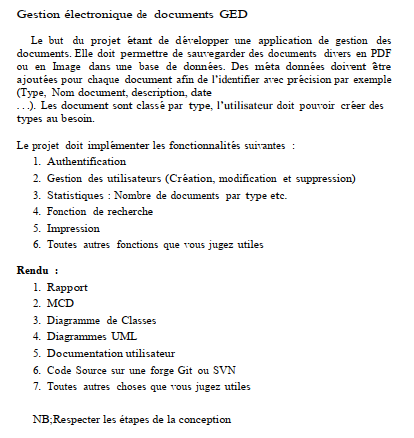 Gestion électronique de documents GED
Le but du projet étant de développer une application de gestion des
documents. Elle doit permettre de sauvegarder des documents divers en PDF
ou en Image dans une base de données. Des méta données doivent être
ajoutées pour chaque document afin de l'identifier avec précision par exemple
(Type, Nom document, description, date
...). Les document sont classé par type, l'utilisateur doit pouvoir créer des
types au besoin.
Le projet doit implémenter les fonctionnalités suivantes :
1. Authentification
2. Gestion des utilisateurs (Création, modification et suppression)
3. Statistiques : Nombre de documents par type etc.
4. Fonction de recherche
5. Impression
6. Toutes autres fonctions que vous jugez utiles
Rendu :
1. Rapport
2. MCD
3. Diagramme de Classes
4. Diagrammes UML
5. Documentation utilisateur
6. Code Source sur une forge Git ou SVN
7. Toutes autres choses que vous jugez utiles
NB;Respecter les étapes de la conception